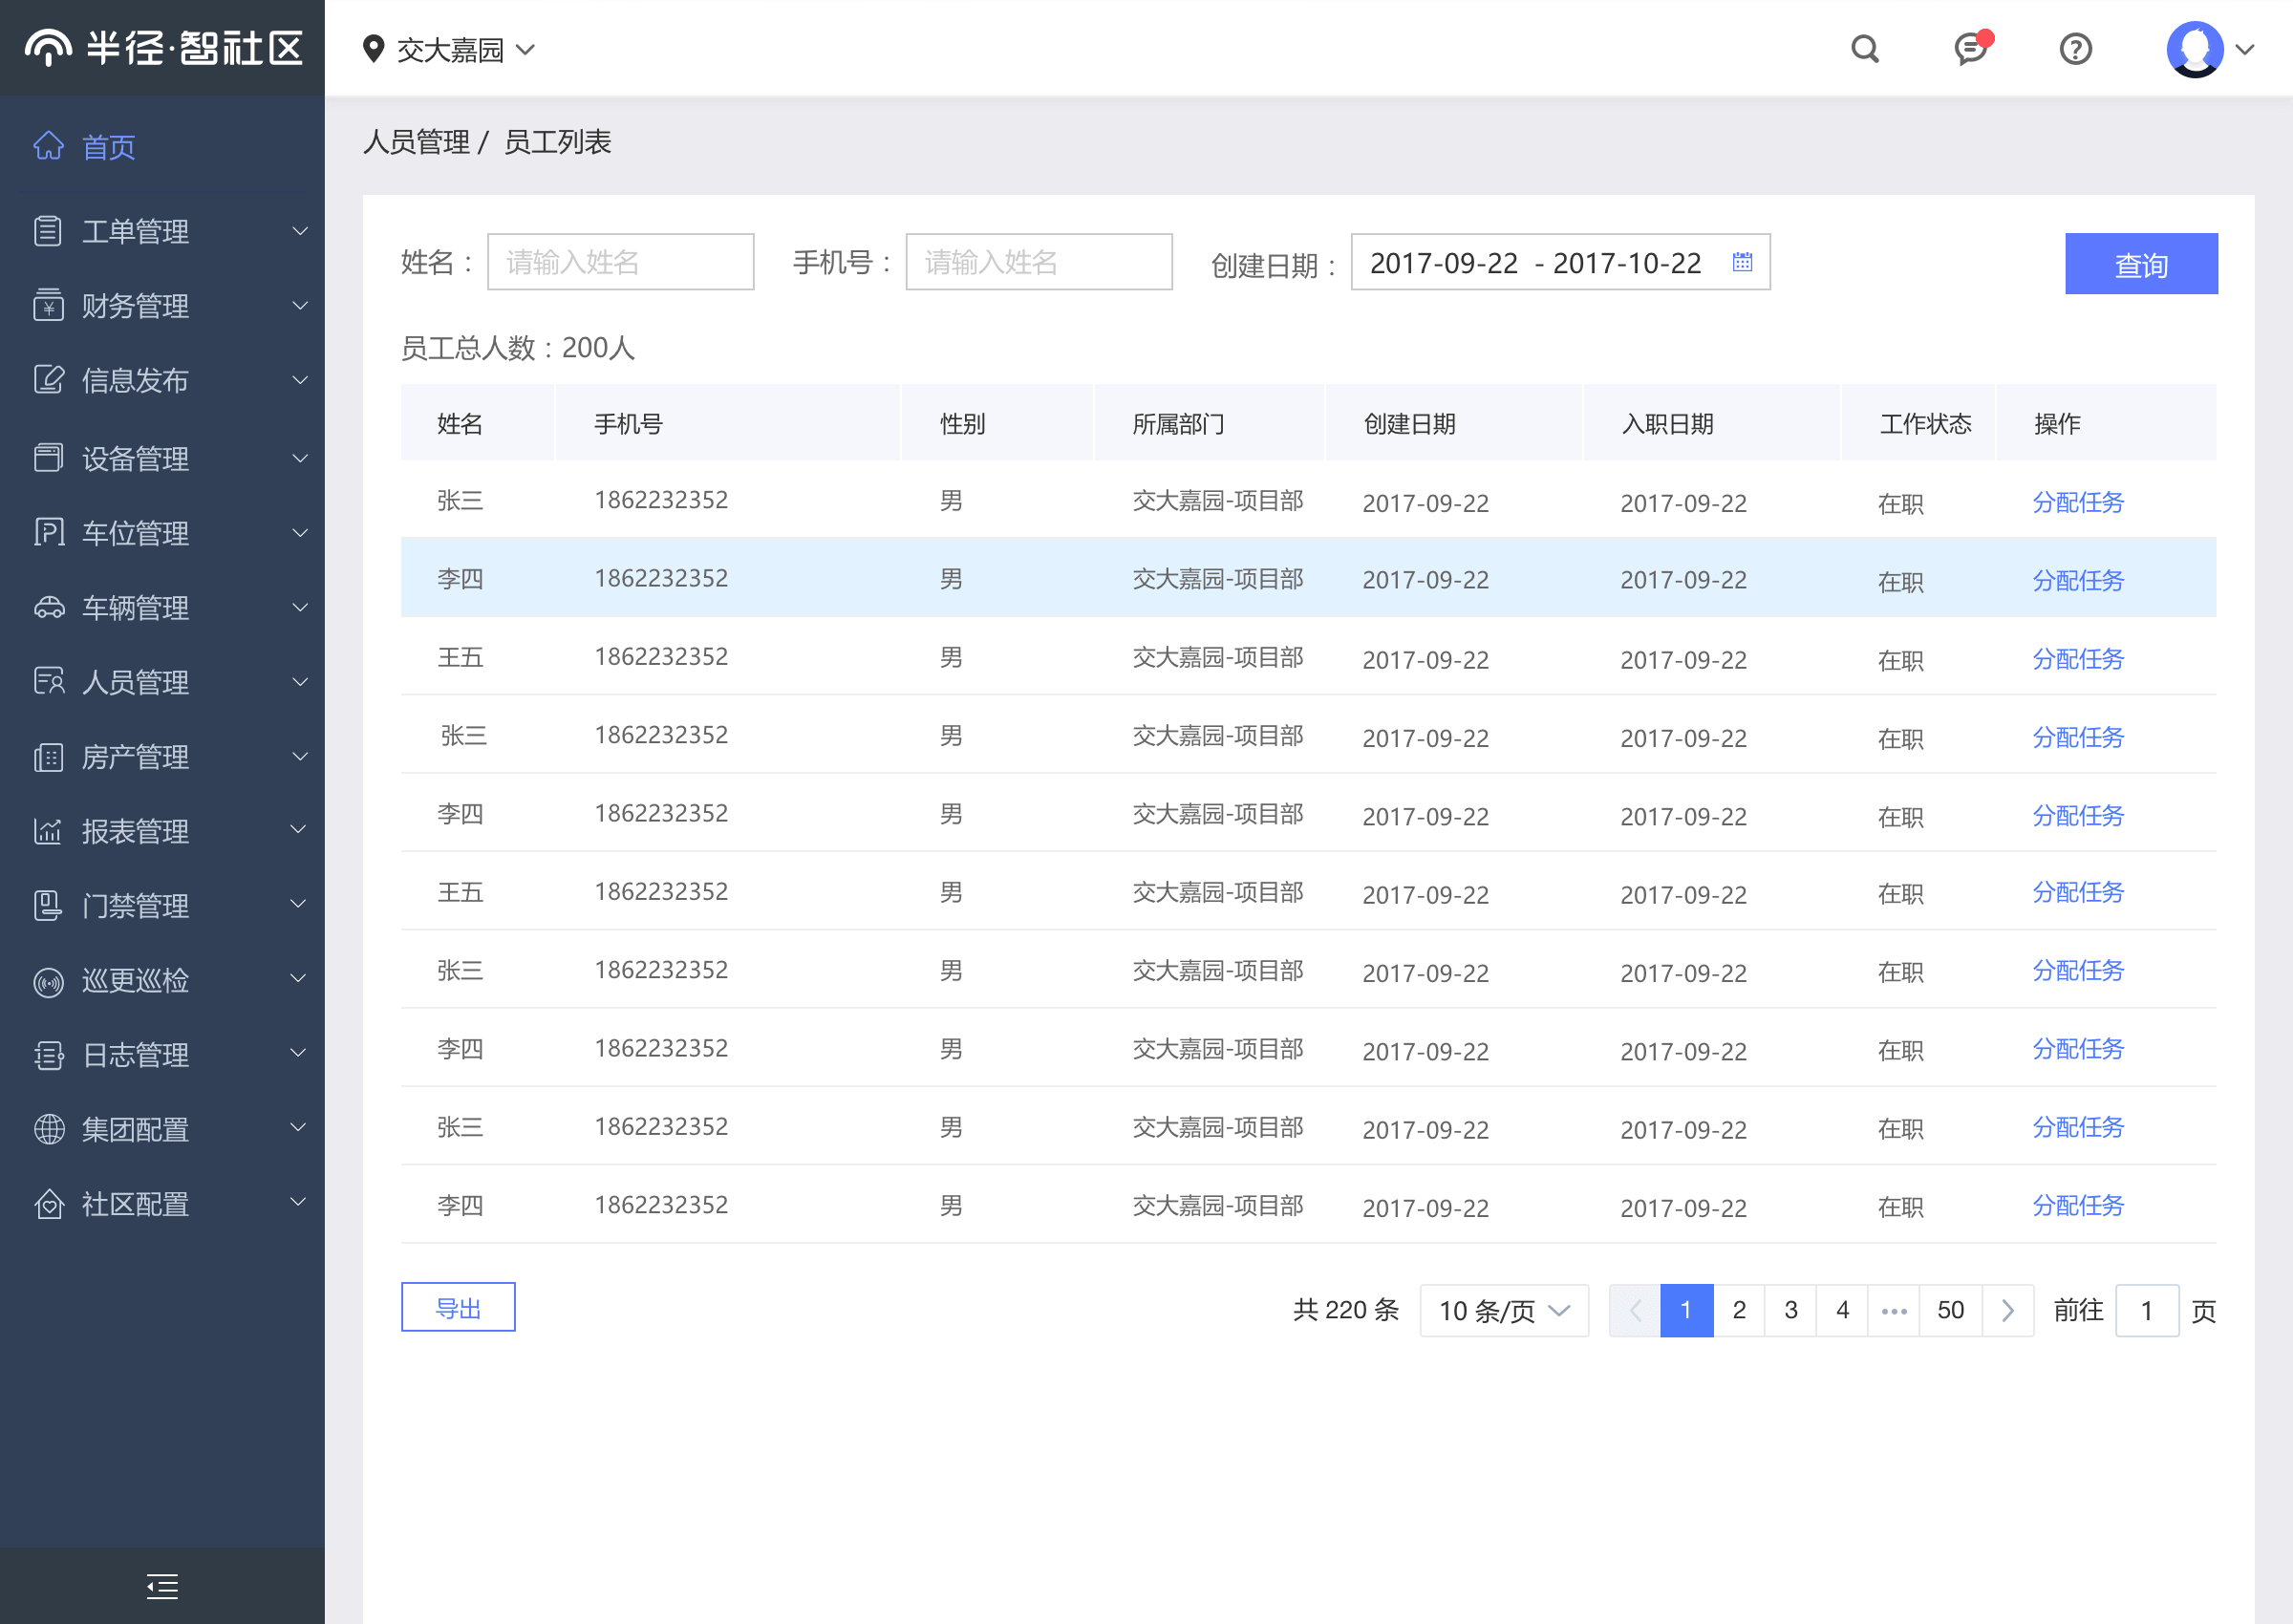 半径·智社区
交大嘉园
首页
工单管理
财务管理
信息发布
设备管理
车位管理
车辆管理
人员管理
房产管理
报表管理
门禁管理
巡更巡检
日志管理
集团配置
社区配置
人员管理 / 员工列表
姓名： 请输入姓名 手机号： 请输入姓名 创建日期： 2017-09-22 - 2017-10-22 查询
员工总人数：200人
姓名 手机号 性别 所属部门 创建日期 入职日期 工作状态 操作
张三 1862232352 男 交大嘉园-项目部 2017-09-22 2017-09-22 在职 分配任务
李四 1862232352 男 交大嘉园-项目部 2017-09-22 2017-09-22 在职 分配任务
王五 1862232352 男 交大嘉园-项目部 2017-09-22 2017-09-22 在职 分配任务
张三 1862232352 男 交大嘉园-项目部 2017-09-22 2017-09-22 在职 分配任务
李四 1862232352 男 交大嘉园-项目部 2017-09-22 2017-09-22 在职 分配任务
王五 1862232352 男 交大嘉园-项目部 2017-09-22 2017-09-22 在职 分配任务
张三 1862232352 男 交大嘉园-项目部 2017-09-22 2017-09-22 在职 分配任务
李四 1862232352 男 交大嘉园-项目部 2017-09-22 2017-09-22 在职 分配任务
张三 1862232352 男 交大嘉园-项目部 2017-09-22 2017-09-22 在职 分配任务
李四 1862232352 男 交大嘉园-项目部 2017-09-22 2017-09-22 在职 分配任务
导出 共 220 条 10 条/页 1 2 3 4 ••• 50 前往 1 页